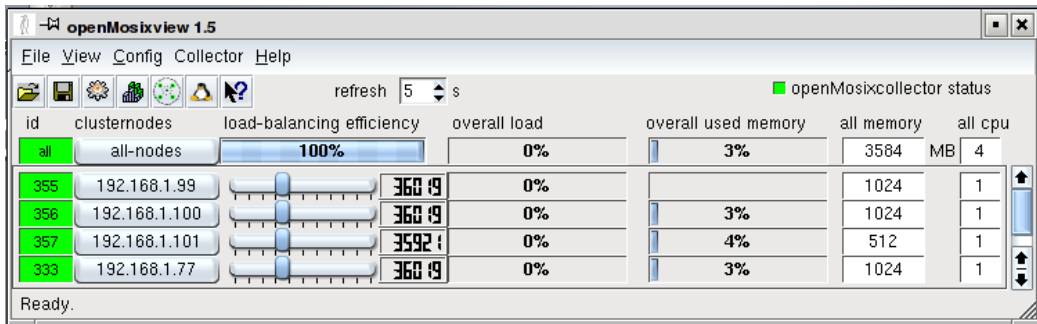 openMosixview 1.5
File View Config Collector Help
refresh 5 s openMosixcollector status
id clusternodes load-balancing efficiency overall load overall used memory all memory all cpu
all all-nodes 100% 0% 3% 3584 MB 4
355 192.168.1.99 36019 0% 1024 1
356 192.168.1.100 36019 0% 3% 1024 1
357 192.168.1.101 35921 0% 4% 512 1
333 192.168.1.77 36019 0% 3% 1024 1
Ready.